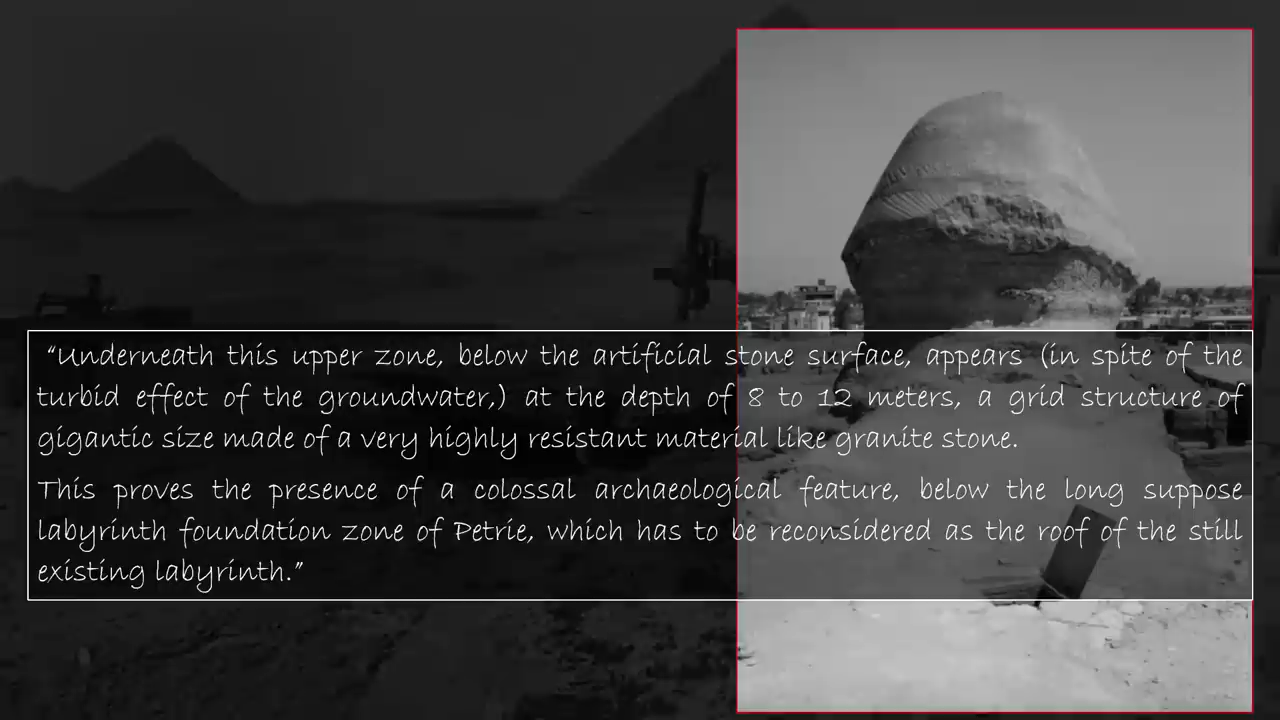 “Underneath this upper zone, below the artificial stone surface, appears (in spite of the
turbid effect of the groundwater,) at the depth of 8 to 12 meters, a grid structure of
gigantic size made of a very highly resistant material like granite stone.
This proves the presence of a colossal archaeological feature, below the long suppose
labyrinth foundation zone of Petrie, which has to be reconsidered as the roof of the still
existing labyrinth.”